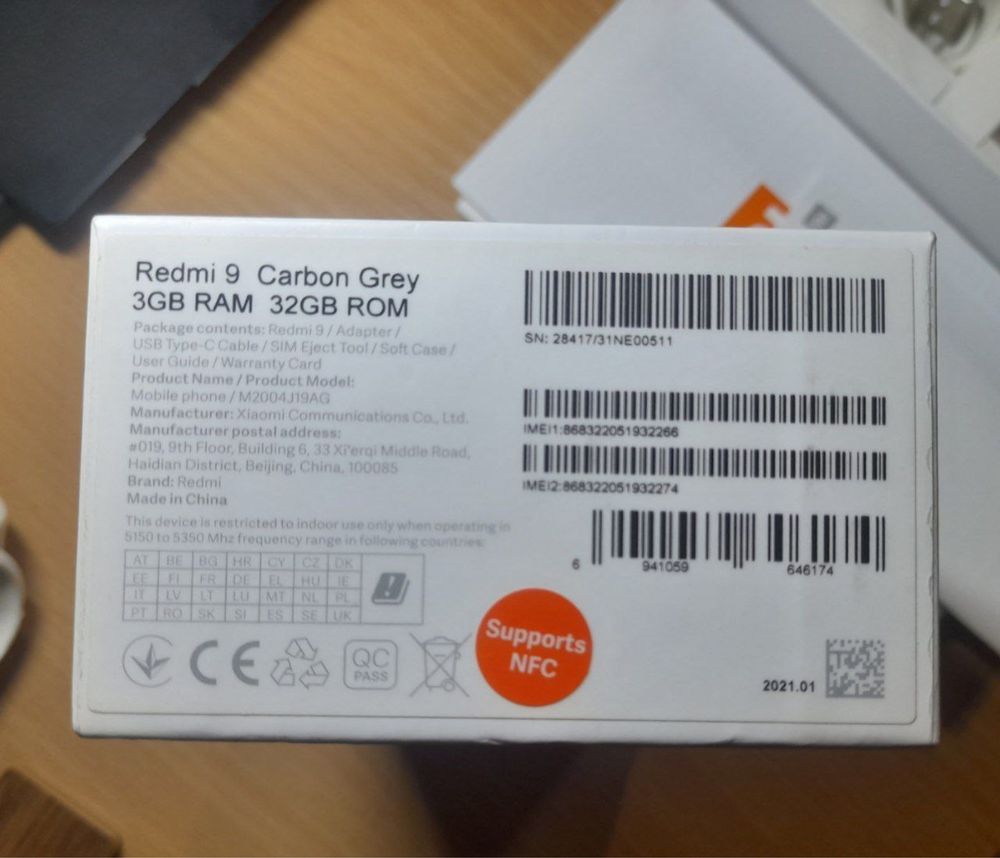 Redmi 9 Carbon Grey
3GB RAM 32GB ROM
Package contents: Redmi 9 / Adapter /
USB Type-C Cable / SIM Eject Tool / Soft Case /
User Guide / Warranty Card
Product Name / Product Model:
Mobile phone / M2004J19AG
Manufacturer: Xiaomi Communications Co., Ltd.
Manufacturer postal address:
#019, 9th Floor, Building 6, 33 Xi'erqi Middle Road,
Haidian District, Beijing, China, 100085
Brand: Redmi
Made in China
This device is restricted to indoor use only when operating in
5150 to 5350 Mhz frequency range in following countries:
AT BE BG HR CY CZ DK
EE FI FR DE EL HU IE
IT LV LT LU MT NL PL
PT RO SK SI ES SE UK
CE
QC
PASS
Supports
NFC
SN: 28417/31NE00511
IMEI1:868322051932266
IMEI2:868322051932274
6 941059 646174
2021.01